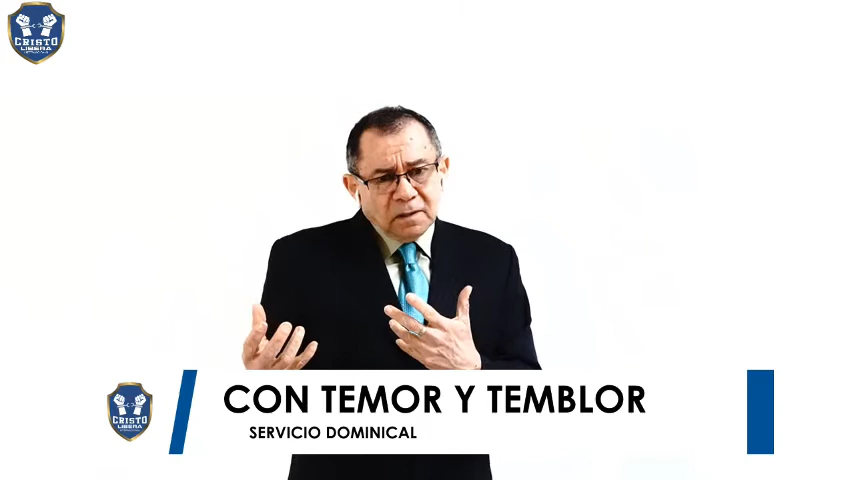 CRISTO
LIBERA
CON TEMOR Y TEMBLOR
SERVICIO DOMINICAL
CRISTO
LIBERA